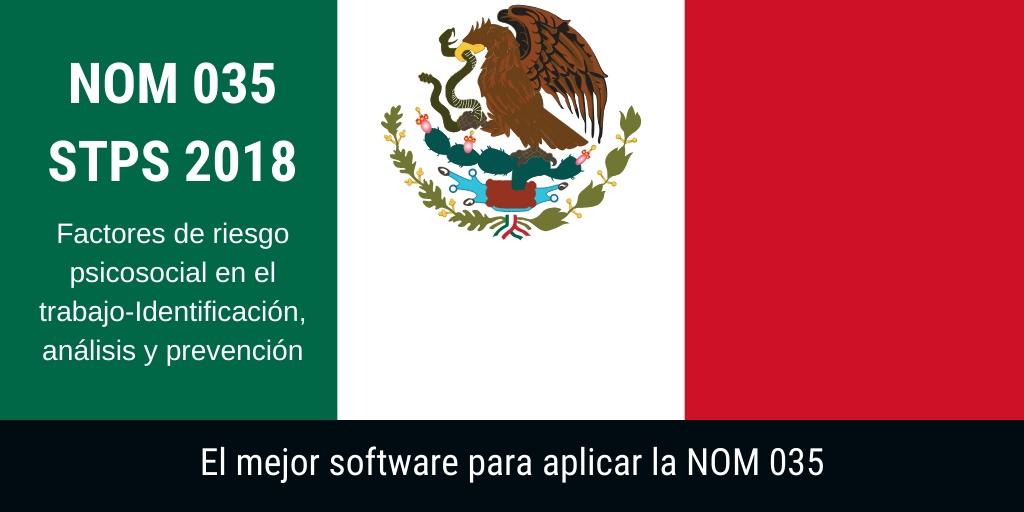 NOM 035
STPS 2018
Factores de riesgo
psicosocial en el
trabajo-Identificación,
análisis y prevención
El mejor software para aplicar la NOM 035